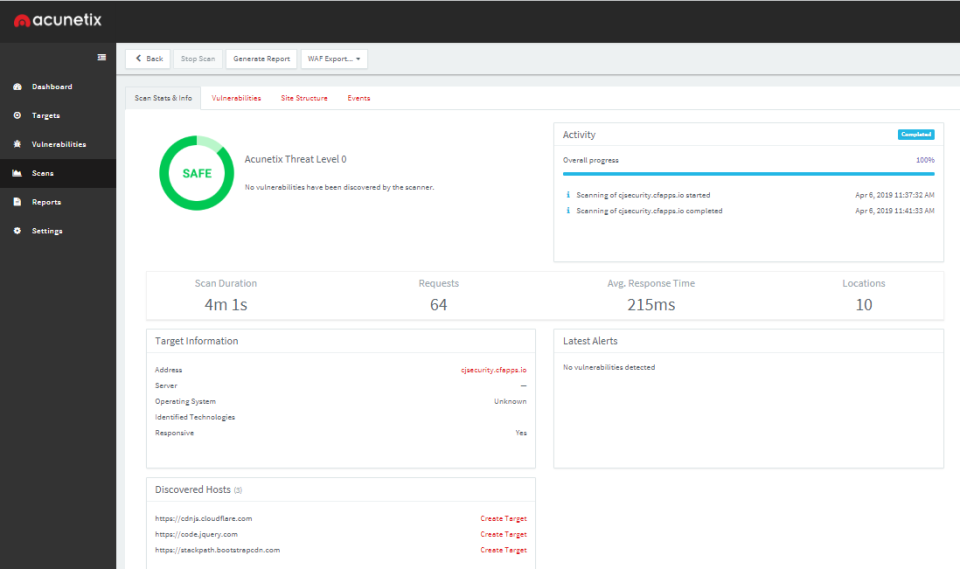 acunetix
Back Stop Scan Generate Report WAF Export...
Dashboard
Targets
Vulnerabilities
Scans
Reports
Settings
Scan Stats & Info Vulnerabilities Site Structure Events
SAFE
Acunetix Threat Level 0
No vulnerabilities have been discovered by the scanner.
Activity Completed
Overall progress 100%
Scanning of cjsecurity.cfapps.io started Apr 6, 2019 11:37:32 AM
Scanning of cjsecurity.cfapps.io completed Apr 6, 2019 11:41:33 AM
Scan Duration Requests Avg. Response Time Locations
4m 1s 64 215ms 10
Target Information
Address cjsecurity.cfapps.io
Server —
Operating System Unknown
Identified Technologies
Responsive Yes
Latest Alerts
No vulnerabilities detected
Discovered Hosts (3)
https://cdnjs.cloudflare.com Create Target
https://code.jquery.com Create Target
https://stackpath.bootstrapcdn.com Create Target